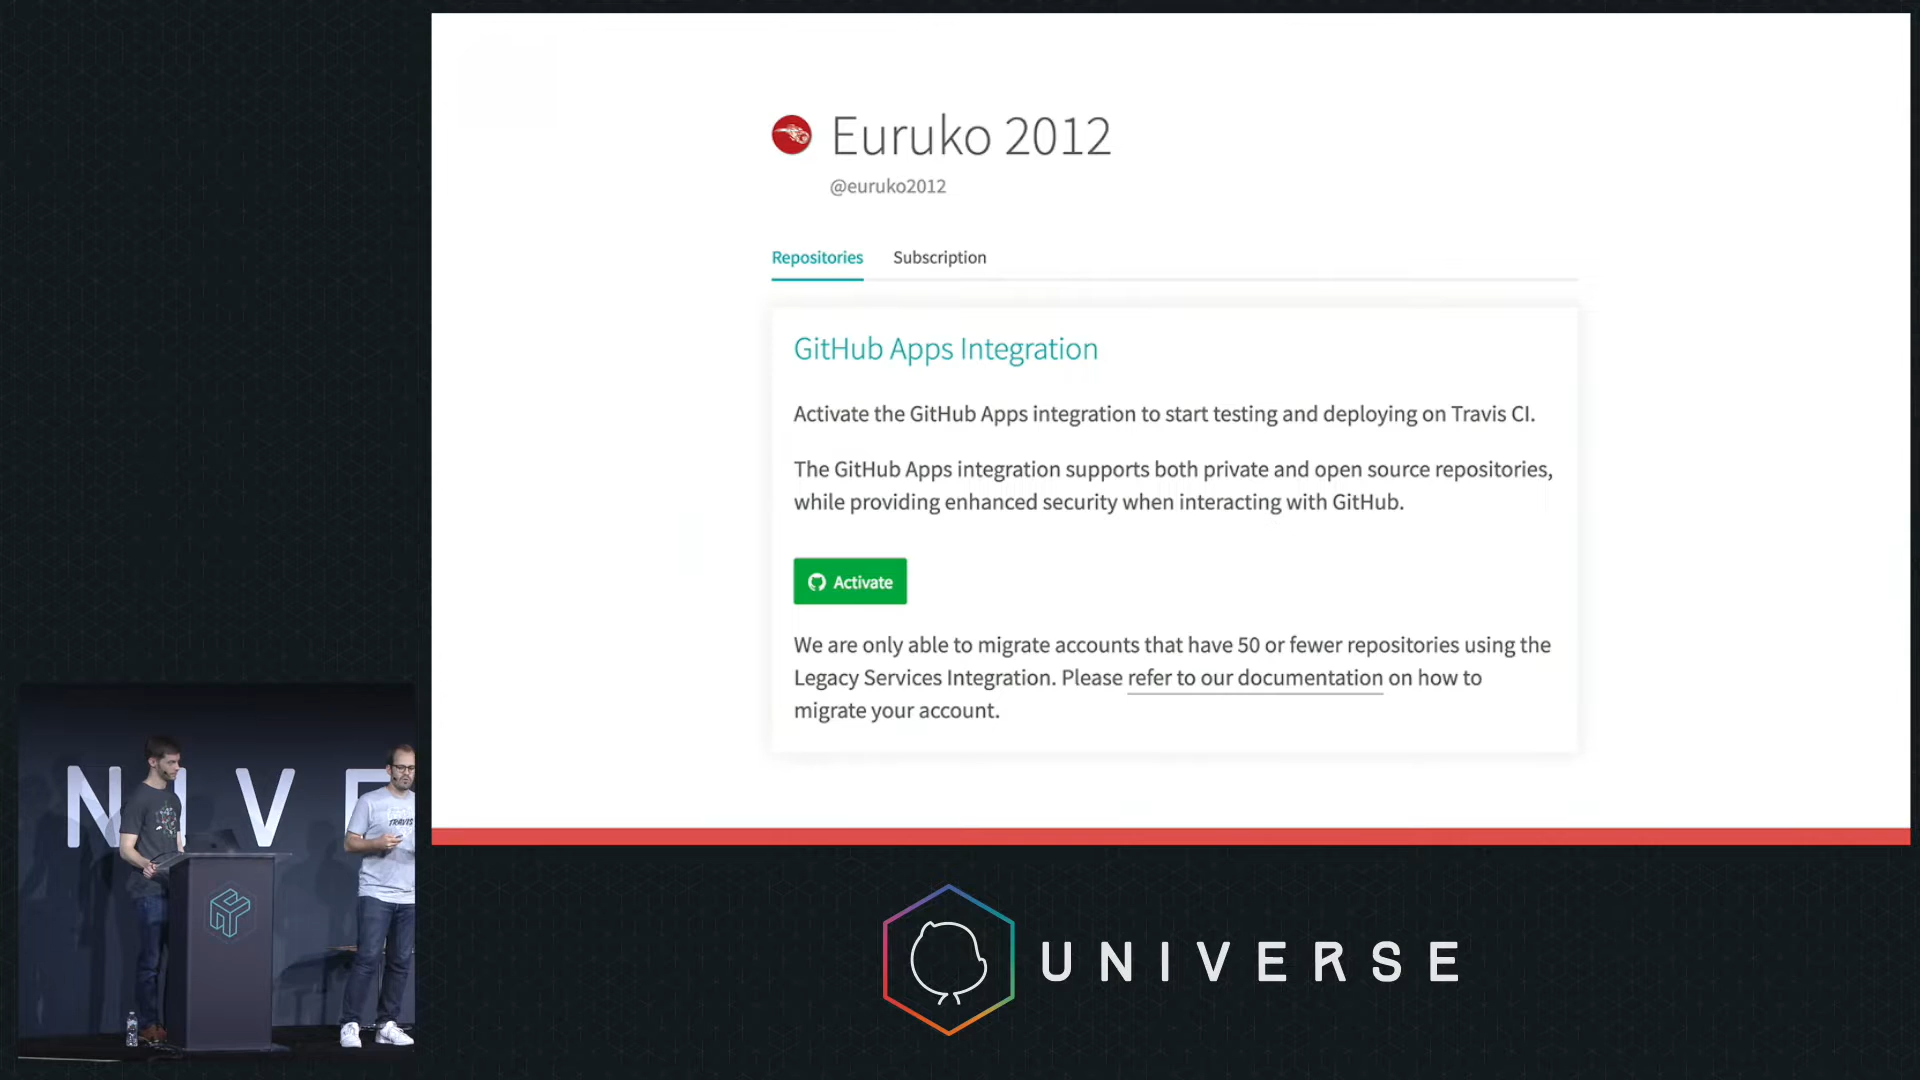 Euruko 2012
@euruko2012
Repositories Subscription
GitHub Apps Integration
Activate the GitHub Apps integration to start testing and deploying on Travis CI.
The GitHub Apps integration supports both private and open source repositories,
while providing enhanced security when interacting with GitHub.
Activate
We are only able to migrate accounts that have 50 or fewer repositories using the
Legacy Services Integration. Please refer to our documentation on how to
migrate your account.
NIVE
TRAVIS
UNIVERSE